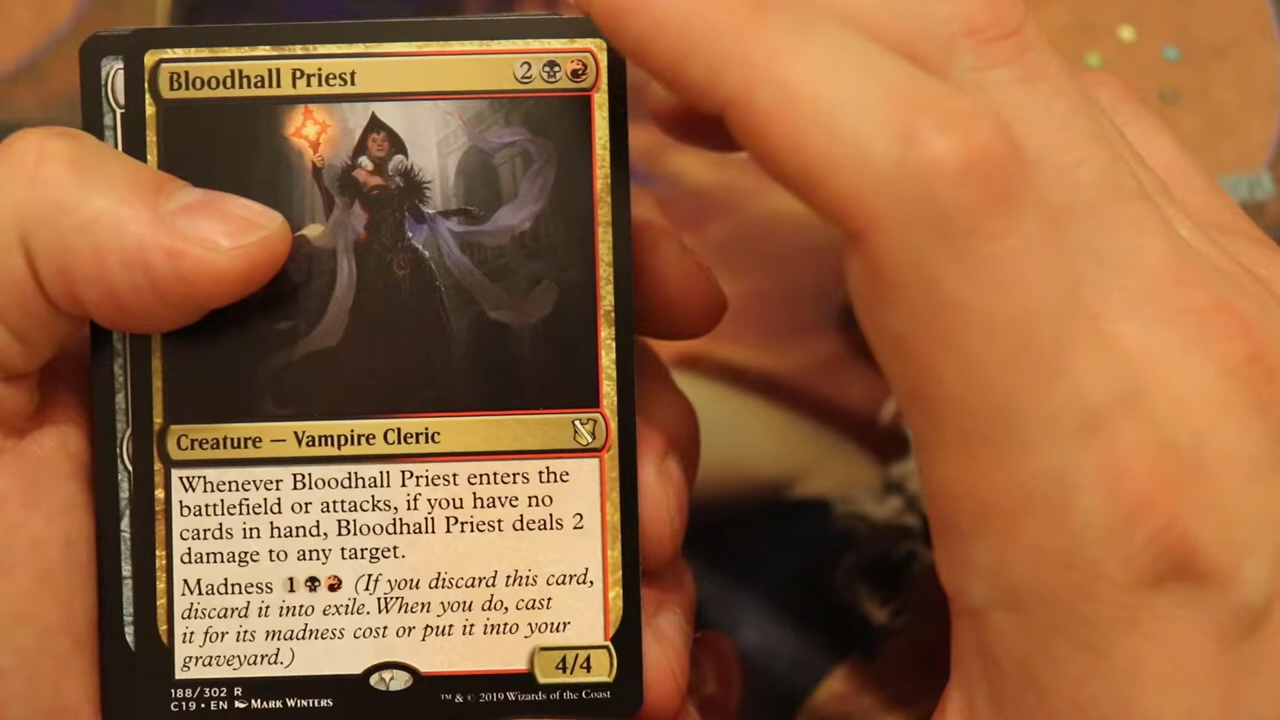 Bloodhall Priest 2
Creature — Vampire Cleric
Whenever Bloodhall Priest enters the
battlefield or attacks, if you have no
cards in hand, Bloodhall Priest deals 2
damage to any target.
Madness 1 (If you discard this card,
discard it into exile. When you do, cast
it for its madness cost or put it into your
graveyard.)
4/4
188/302 R
C19 • EN Mark Winters
™ & © 2019 Wizards of the Coast